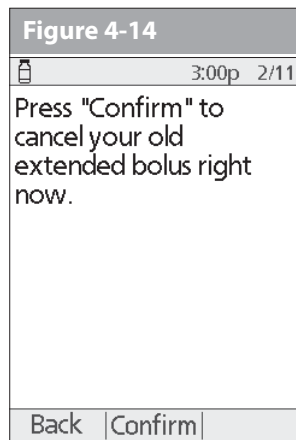 Figure 4-14
3:00p 2/11
Press "Confirm" to
cancel your old
extended bolus right
now.
Back Confirm